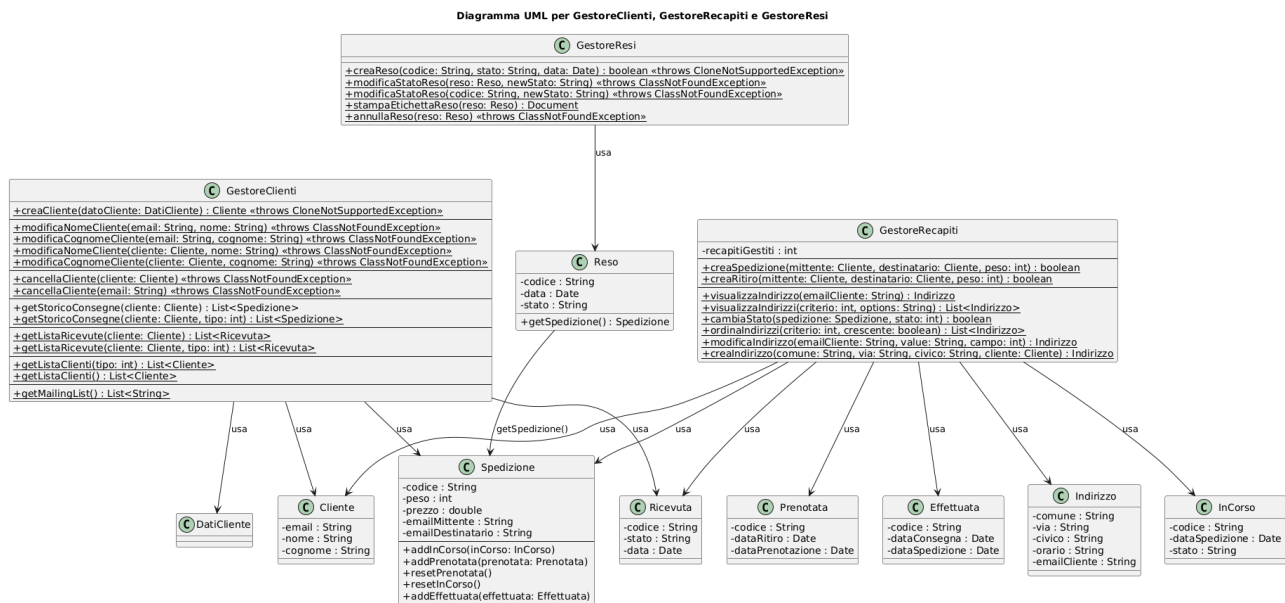 Diagramma UML per GestoreClienti, GestoreRecapiti e GestoreResi
C GestoreResi
+creaReso(codice: String, stato: String, data: Date) : boolean «throws CloneNotSupportedException»
+modificaStatoReso(reso: Reso, newStato: String) «throws ClassNotFoundException»
+modificaStatoReso(codice: String, newStato: String) «throws ClassNotFoundException»
+stampaEtichettaReso(reso: Reso) : Document
+annullaReso(reso: Reso) «throws ClassNotFoundException»
usa
C GestoreClienti
+creaCliente(datoCliente: DatiCliente) : Cliente «throws CloneNotSupportedException»
+modificaNomeCliente(email: String, nome: String) «throws ClassNotFoundException»
+modificaCognomeCliente(email: String, cognome: String) «throws ClassNotFoundException»
+modificaNomeCliente(cliente: Cliente, nome: String) «throws ClassNotFoundException»
+modificaCognomeCliente(cliente: Cliente, cognome: String) «throws ClassNotFoundException»
+cancellaCliente(cliente: Cliente) «throws ClassNotFoundException»
+cancellaCliente(email: String) «throws ClassNotFoundException»
+getStoricoConsegne(cliente: Cliente) : List<Spedizione>
+getStoricoConsegne(cliente: Cliente, tipo: int) : List<Spedizione>
+getListaRicevute(cliente: Cliente) : List<Ricevuta>
+getListaRicevute(cliente: Cliente, tipo: int) : List<Ricevuta>
+getListaClienti(tipo: int) : List<Cliente>
+getListaClienti() : List<Cliente>
+getMailingList() : List<String>
C Reso
-codice : String
-data : Date
-stato : String
+getSpedizione() : Spedizione
C GestoreRecapiti
-recapitiGestiti : int
+creaSpedizione(mittente: Cliente, destinatario: Cliente, peso: int) : boolean
+creaRitiro(mittente: Cliente, destinatario: Cliente, peso: int) : boolean
+visualizzaIndirizzo(emailCliente: String) : Indirizzo
+visualizzaIndirizzi(criterio: int, options: String) : List<Indirizzo>
+cambiaStato(spedizione: Spedizione, stato: int) : boolean
+ordinaIndirizzi(criterio: int, crescente: boolean) : List<Indirizzo>
+modificaIndirizzo(emailCliente: String, value: String, campo: int) : Indirizzo
+creaIndirizzo(comune: String, via: String, civico: String, cliente: Cliente) : Indirizzo
usa
usa
usa
getSpedizione()
usa
usa
usa
usa
usa
usa
usa
C DatiCliente
C Cliente
-email : String
-nome : String
-cognome : String
C Spedizione
-codice : String
-peso : int
-prezzo : double
-emailMittente : String
-emailDestinatario : String
+addInCorso(inCorso: InCorso)
+addPrenotata(prenotata: Prenotata)
+resetPrenotata()
+resetInCorso()
+addEffettuata(effettuata: Effettuata)
C Ricevuta
-codice : String
-stato : String
-data : Date
C Prenotata
-codice : String
-dataRitiro : Date
-dataPrenotazione : Date
C Effettuata
-codice : String
-dataConsegna : Date
-dataSpedizione : Date
C Indirizzo
-comune : String
-via : String
-civico : String
-orario : String
-emailCliente : String
C InCorso
-codice : String
-dataSpedizione : Date
-stato : String